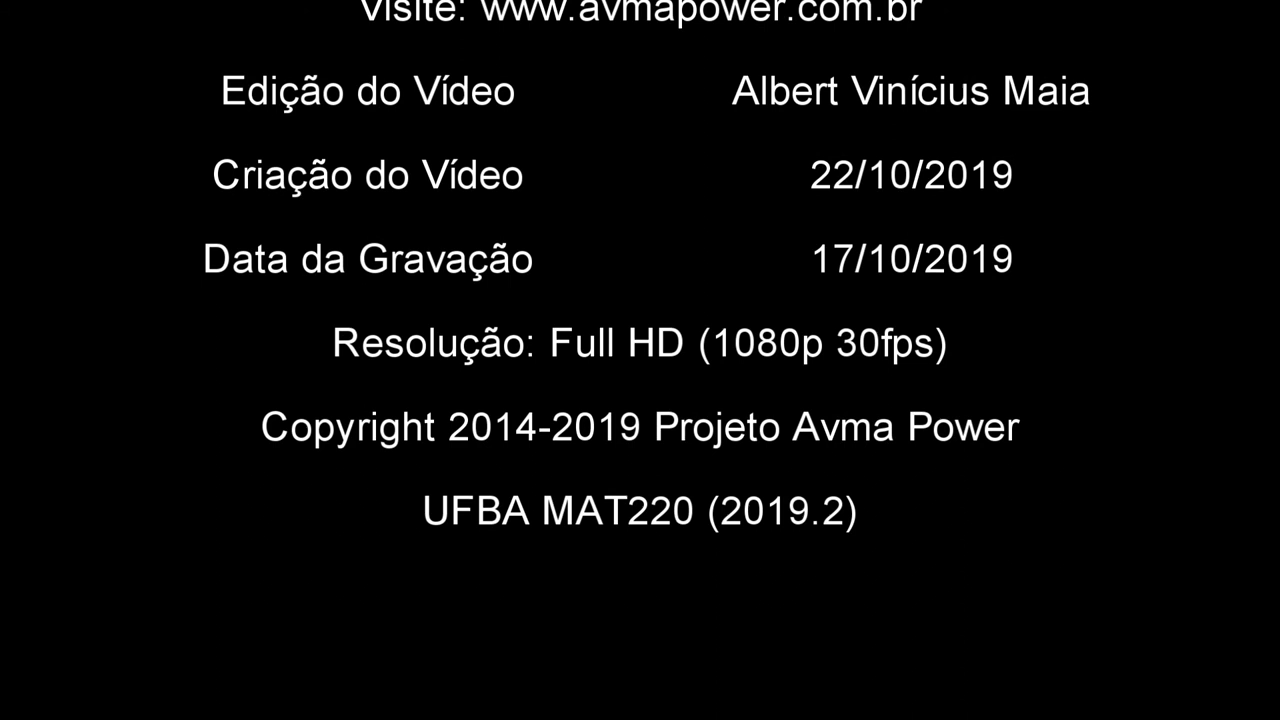 Visite: www.avmapower.com.br
Edição do Vídeo Albert Vinícius Maia
Criação do Vídeo 22/10/2019
Data da Gravação 17/10/2019
Resolução: Full HD (1080p 30fps)
Copyright 2014-2019 Projeto Avma Power
UFBA MAT220 (2019.2)